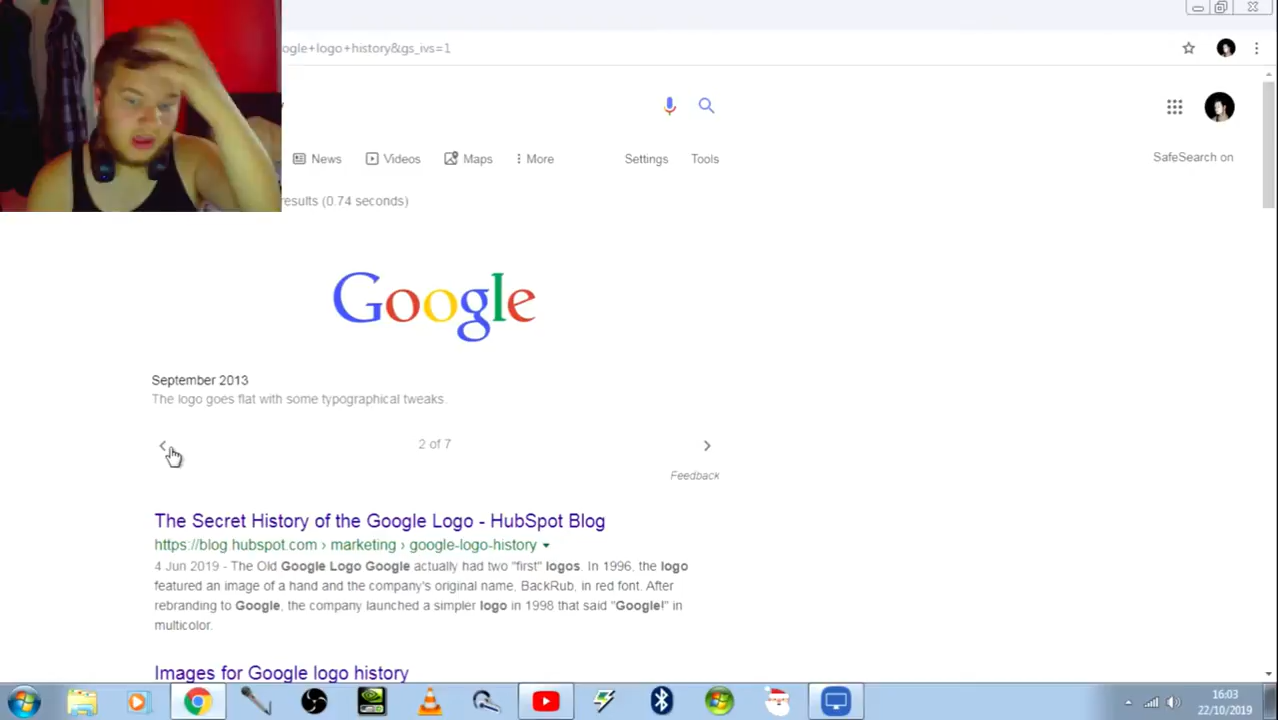 ogle+logo+history&gs_ivs=1
News
Videos
Maps
More
Settings
Tools
SafeSearch on
results (0.74 seconds)
Google
September 2013
The logo goes flat with some typographical tweaks.
2 of 7
Feedback
The Secret History of the Google Logo - HubSpot Blog
https://blog.hubspot.com › marketing › google-logo-history
4 Jun 2019 - The Old Google Logo Google actually had two "first" logos. In 1996, the logo
featured an image of a hand and the company's original name, BackRub, in red font. After
rebranding to Google, the company launched a simpler logo in 1998 that said "Google!" in
multicolor.
Images for Google logo history
16:03
22/10/2019